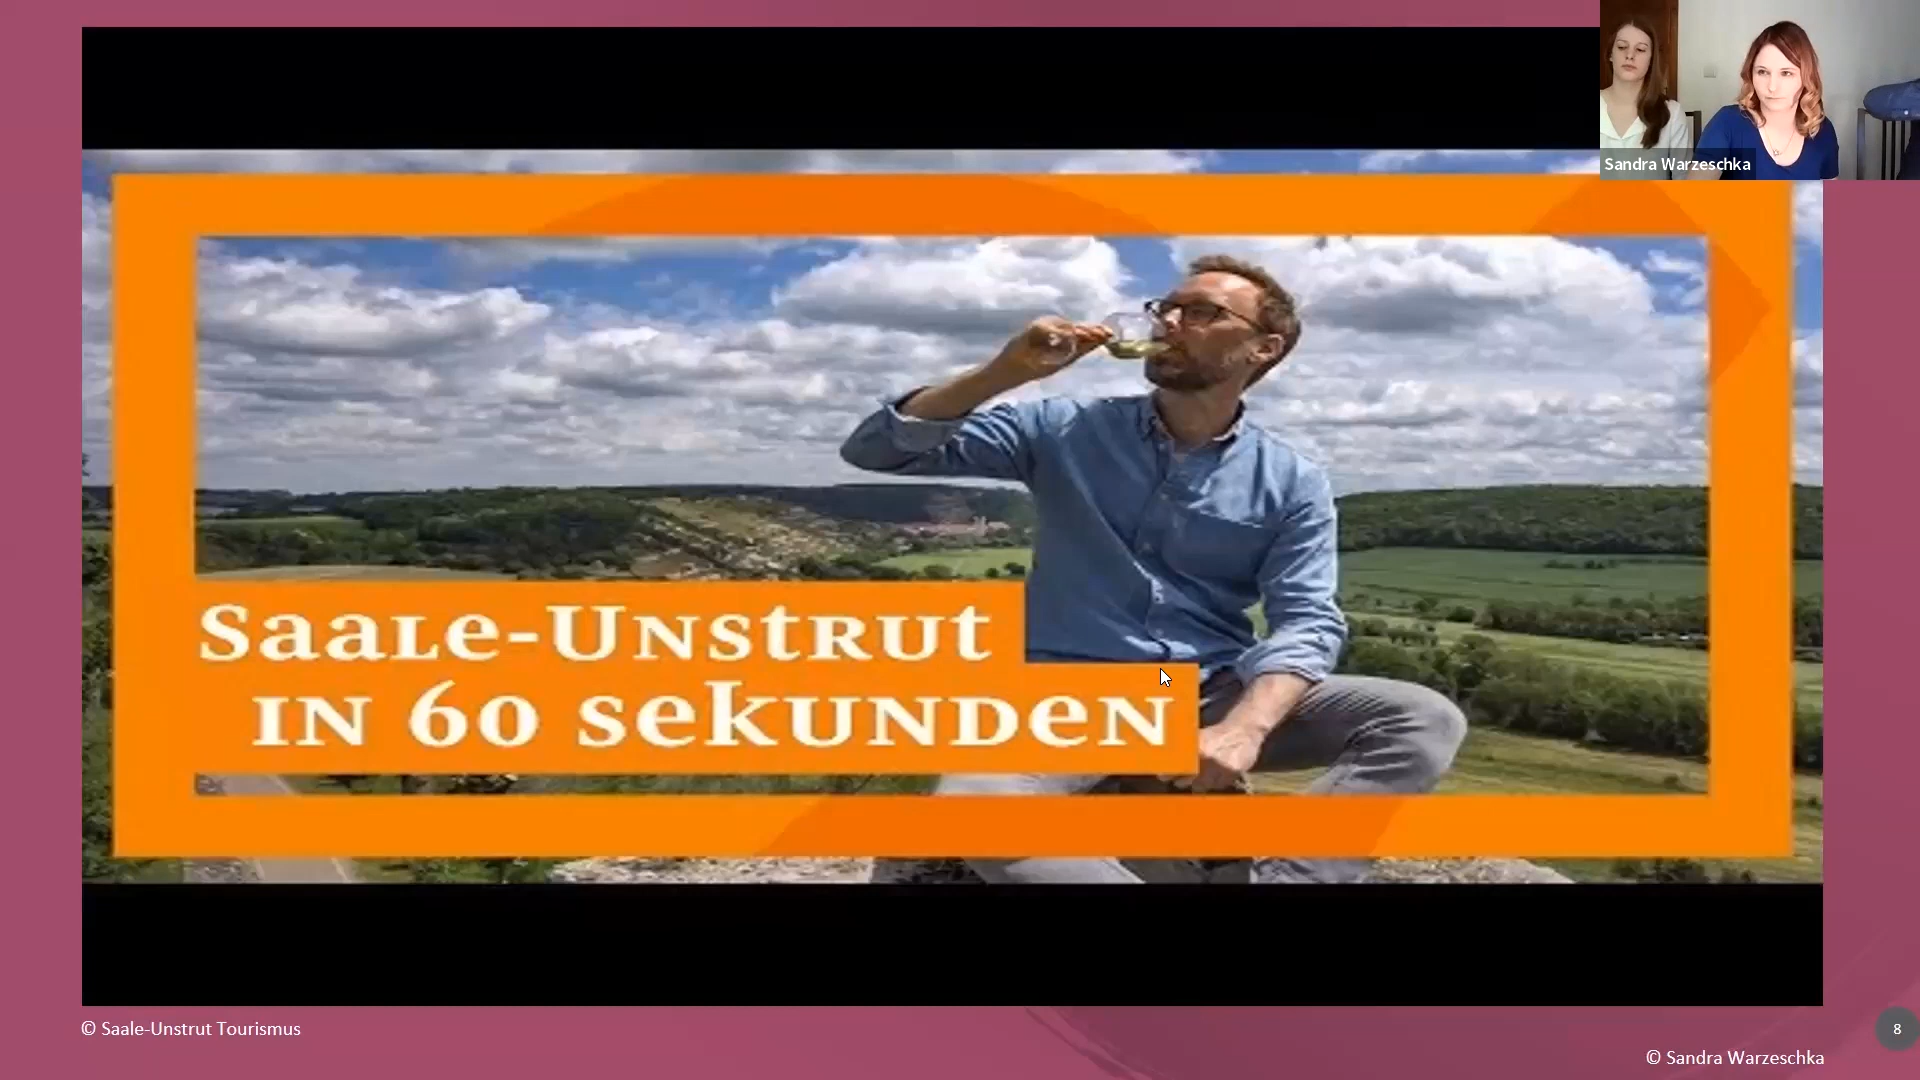 Sandra Warzeschka
Saale-Unstrut
in 60 sekunden
© Saale-Unstrut Tourismus
8
© Sandra Warzeschka